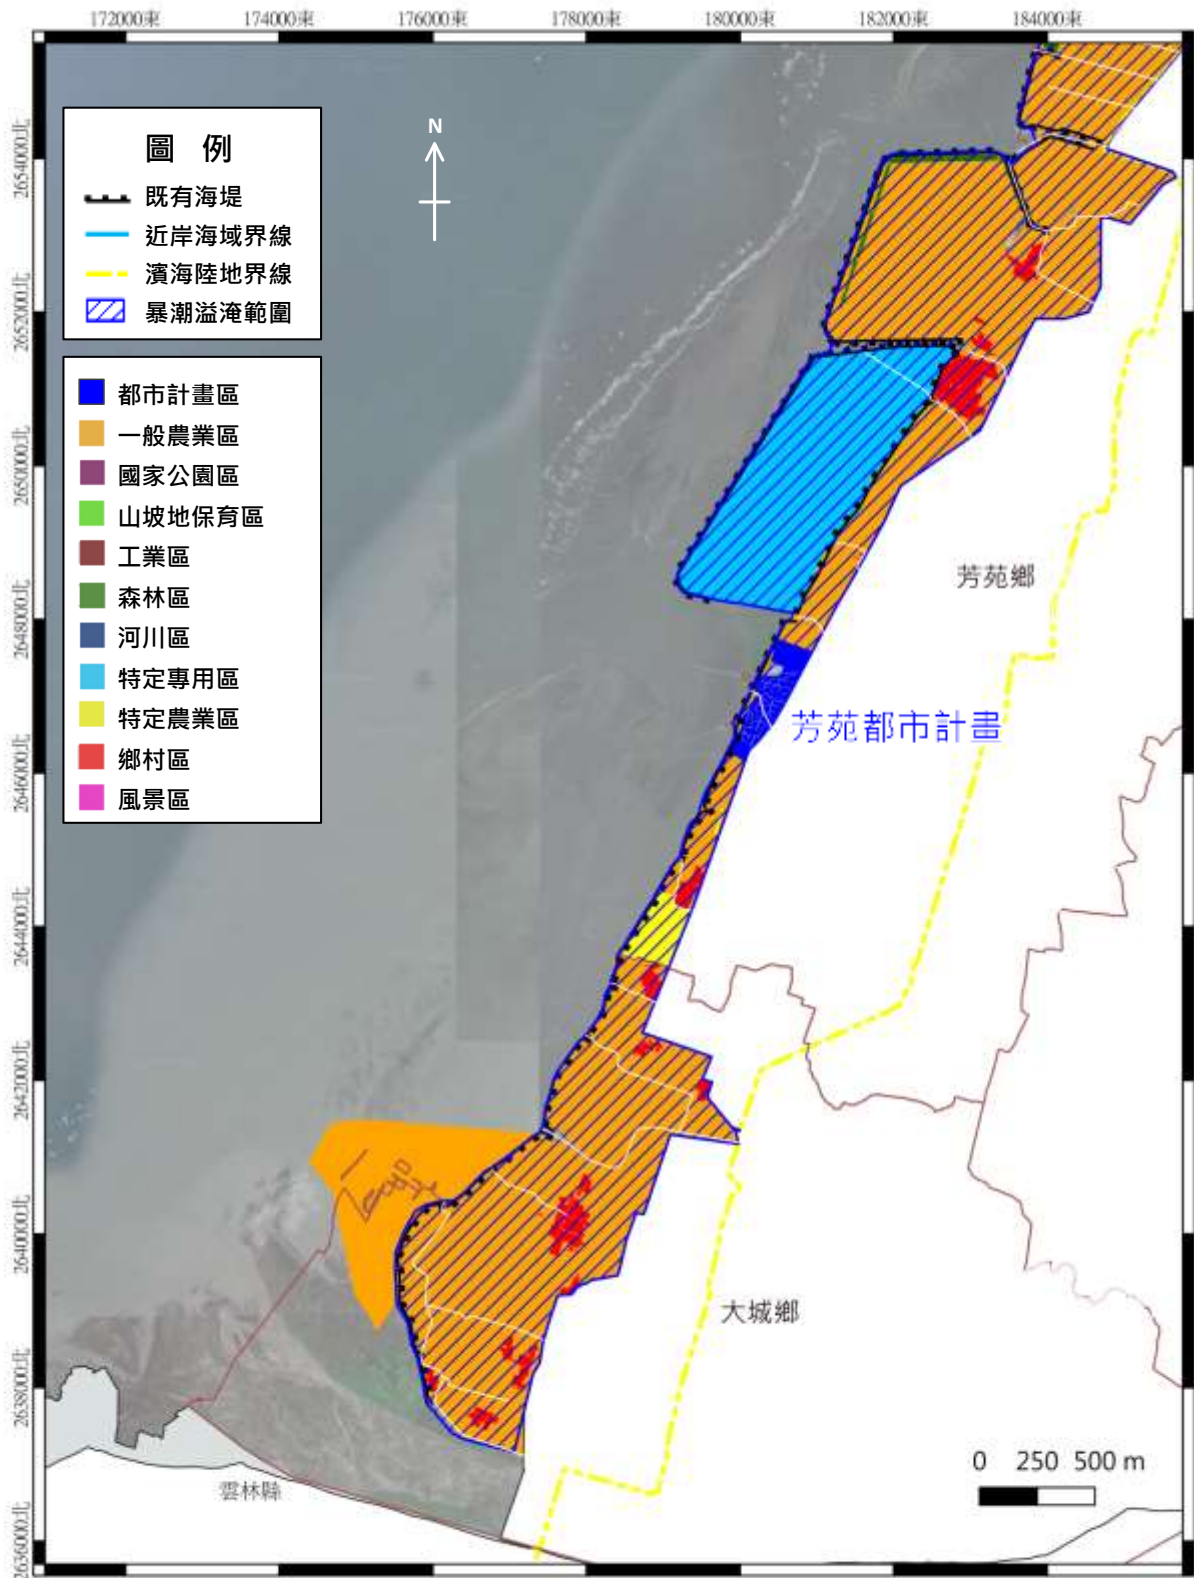 172000東 174000東 176000東 178000東 180000東 182000東 184000東
2654000北
2652000北
2650000北
2648000北
2646000北
2644000北
2642000北
2640000北
2638000北
2636000北
N
圖 例
既有海堤
近岸海域界線
濱海陸地界線
暴潮溢淹範圍
都市計畫區
一般農業區
國家公園區
山坡地保育區
工業區
森林區
河川區
特定專用區
特定農業區
鄉村區
風景區
芳苑鄉
芳苑都市計畫
大城鄉
雲林縣
0 250 500 m